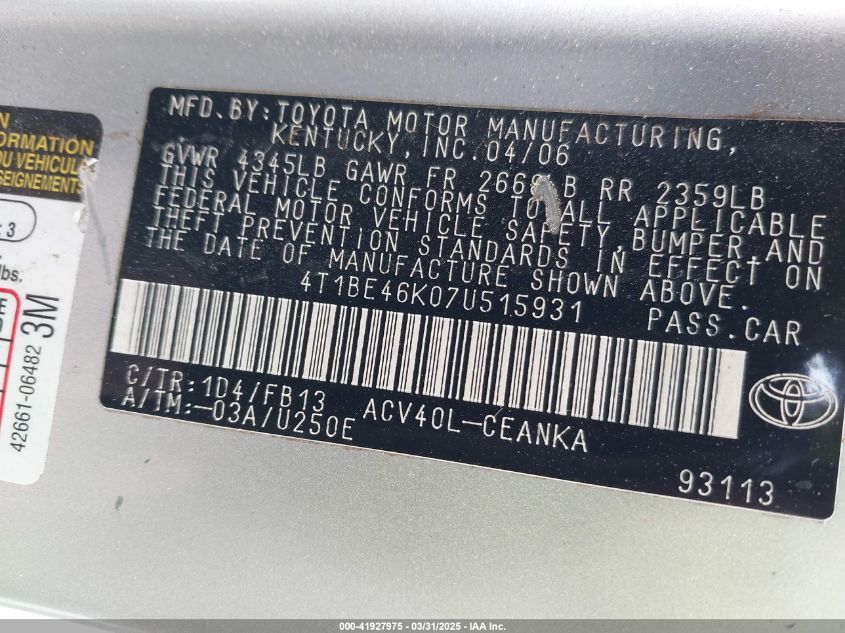 N
FORMATION
OU VEHICUL
SEIGNEMENT
: 3
lbs.
3M
42661-06482
MFD. BY: TOYOTA MOTOR MANUFACTURING,
KENTUCKY, INC. 04/06
GVWR 4345LB GAWR FR RR 2359LB
THIS VEHICLE CONFORMS TO ALL APPLICABLE
FEDERAL MOTOR VEHICLE SAFETY, BUMPER, AND
THEFT PREVENTION STANDARDS IN EFFECT ON
THE DATE OF MANUFACTURE SHOWN ABOVE.
4T1BE46K07U515931 PASS.CAR
C/TR: 1D4/FB13 ACV40L-CEANKA
A/TM: -03A/U250E
93113
000-41927975 — 03/31/2025 — IAA Inc.